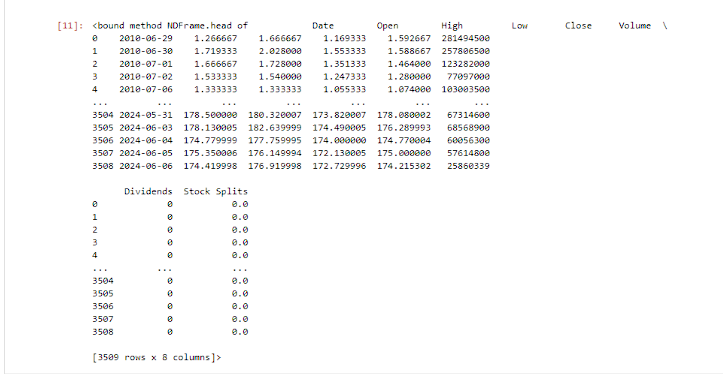 [11]: <bound method NDFrame.head of Date Open High Low Close Volume \
0 2010-06-29 1.266667 1.666667 1.169333 1.592667 281494500
1 2010-06-30 1.719333 2.028000 1.553333 1.588667 257806500
2 2010-07-01 1.666667 1.728000 1.351333 1.464000 123282000
3 2010-07-02 1.533333 1.540000 1.247333 1.280000 77097000
4 2010-07-06 1.333333 1.333333 1.055333 1.074000 103003500
... ... ... ... ... ... ...
3504 2024-05-31 178.500000 180.320007 173.820007 178.080002 67314600
3505 2024-06-03 178.130005 182.639999 174.490005 176.289993 68568900
3506 2024-06-04 174.779999 177.759995 174.000000 174.770004 60056300
3507 2024-06-05 175.350006 176.149994 172.130005 175.000000 57614800
3508 2024-06-06 174.419998 176.919998 172.729996 174.215302 25860339
Dividends Stock Splits
0 0 0.0
1 0 0.0
2 0 0.0
3 0 0.0
4 0 0.0
... ... ...
3504 0 0.0
3505 0 0.0
3506 0 0.0
3507 0 0.0
3508 0 0.0
[3509 rows x 8 columns]>